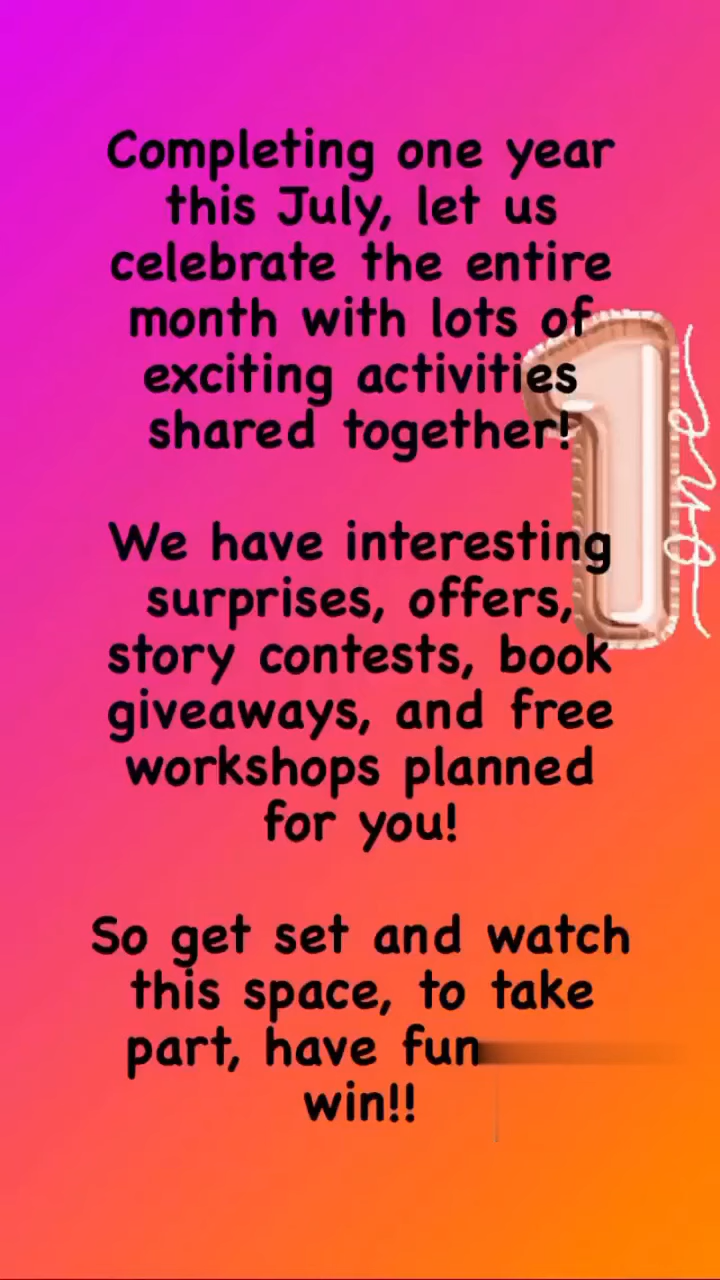 Completing one year
this July, let us
celebrate the entire
month with lots of
exciting activities
shared together!
We have interesting
surprises, offers,
story contests, book
giveaways, and free
workshops planned
for you!
So get set and watch
this space, to take
part, have fun
win!!